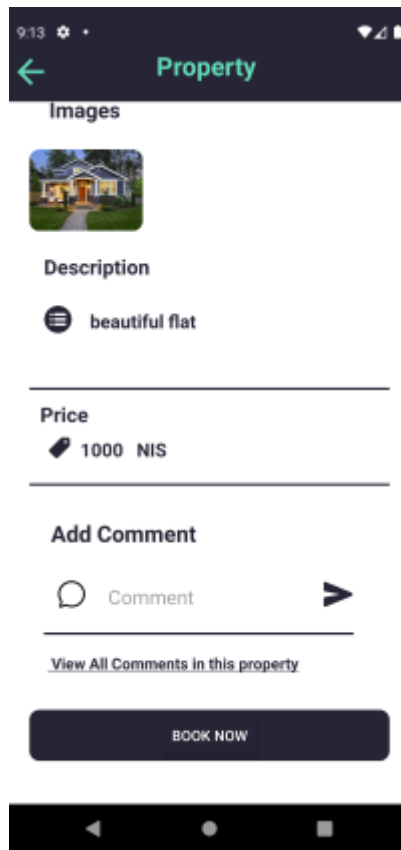 9:13
Property
Images
Description
beautiful flat
Price
1000 NIS
Add Comment
Comment
View All Comments in this property
BOOK NOW